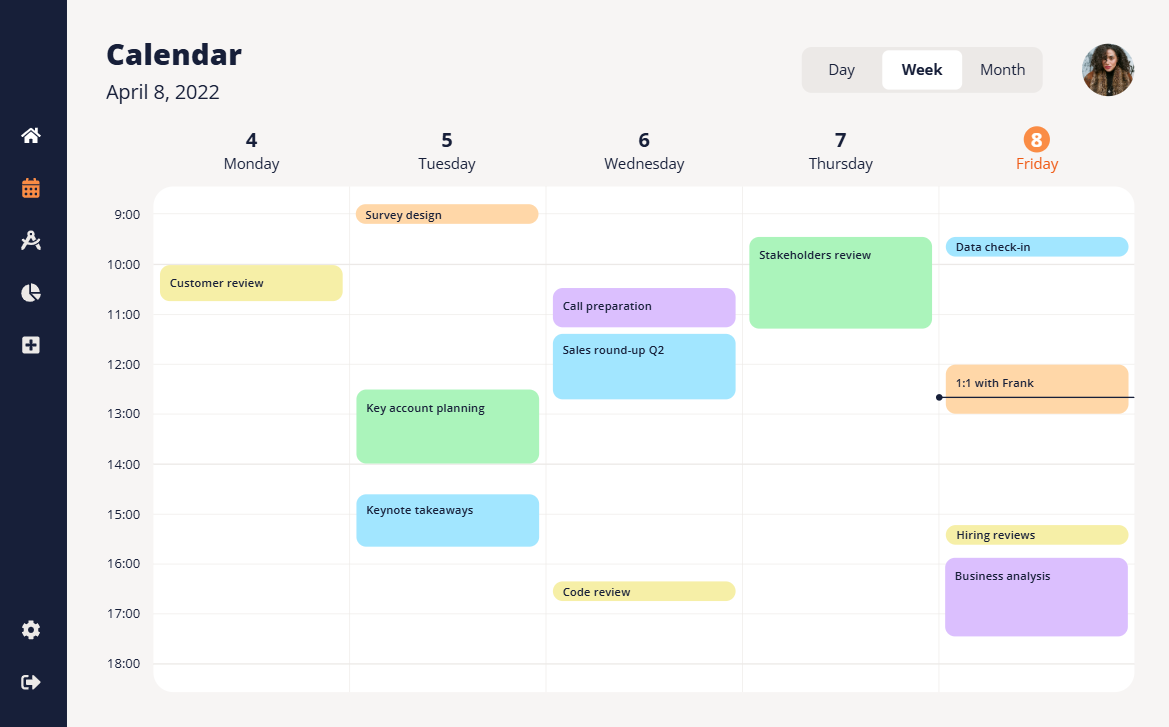 Calendar
April 8, 2022
Day Week Month
4 5 6 7 8
Monday Tuesday Wednesday Thursday Friday
9:00
Survey design
Data check-in
Stakeholders review
10:00
Customer review
Call preparation
11:00
Sales round-up Q2
12:00
1:1 with Frank
Key account planning
13:00
14:00
Keynote takeaways
15:00
Hiring reviews
16:00
Business analysis
Code review
17:00
18:00